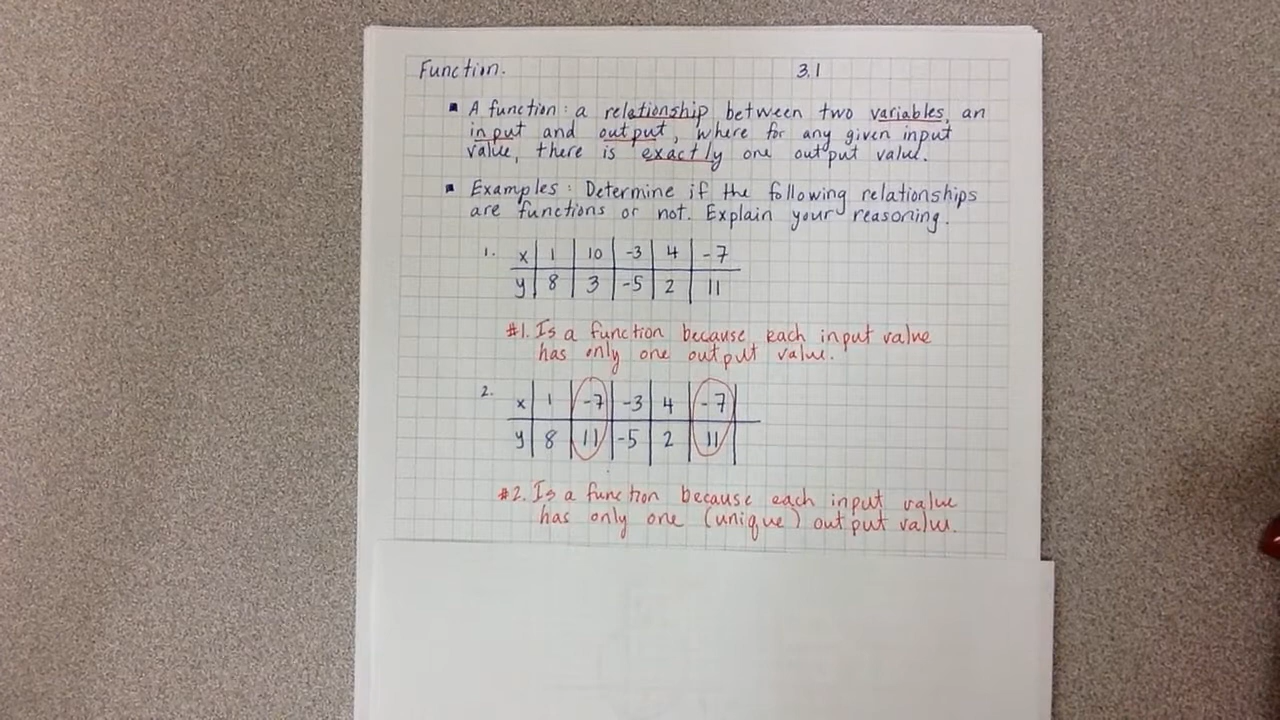 Function. 3.1
▪ A function: a relationship between two variables, an
input and output, where for any given input
value, there is exactly one output value.
▪ Examples: Determine if the following relationships
are functions or not. Explain your reasoning.
1. x 1 10 -3 4 -7
y 8 3 -5 2 11
#1. Is a function because each input value
has only one output value.
2. x 1 -7 -3 4 -7
y 8 11 -5 2 11
#2. Is a function because each input value
has only one (unique) output value.